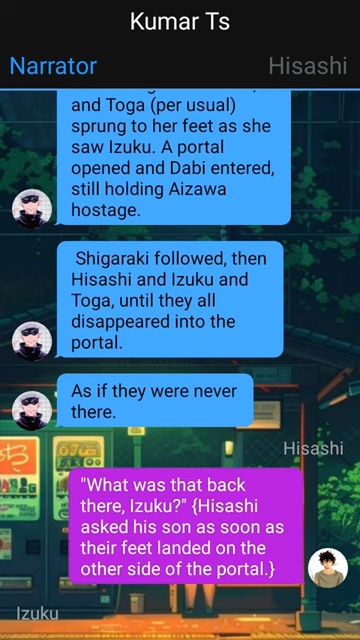 Kumar Ts
Narrator
Hisashi
and Toga (per usual)
sprung to her feet as she
saw Izuku. A portal
opened and Dabi entered,
still holding Aizawa
hostage.
Shigaraki followed, then
Hisashi and Izuku and
Toga, until they all
disappeared into the
portal.
As if they were never
there.
Hisashi
"What was that back
there, Izuku?" {Hisashi
asked his son as soon as
their feet landed on the
other side of the portal.}
Izuku